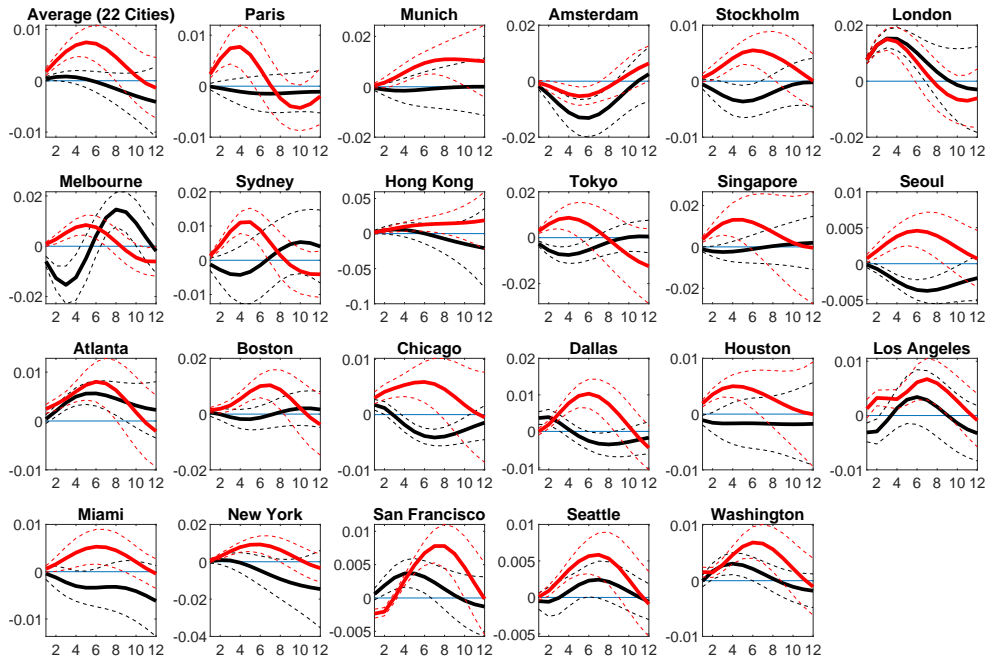 Average (22 Cities) Paris Munich Amsterdam Stockholm London
0.01 0.01 0.02 0.02 0.01 0.02
0 0 0 0 0 0
-0.01 -0.01 -0.02 -0.02 -0.01 -0.02
2 4 6 8 10 12 2 4 6 8 10 12 2 4 6 8 10 12 2 4 6 8 10 12 2 4 6 8 10 12 2 4 6 8 10 12
Melbourne Sydney Hong Kong Tokyo Singapore Seoul
0.02 0.02 0.05 0.02 0.02 0.01
0.01 0.005
0 0 0 0 0 0
-0.01 -0.05 -0.005
-0.02 -0.1 -0.02 -0.02
2 4 6 8 10 12 2 4 6 8 10 12 2 4 6 8 10 12 2 4 6 8 10 12 2 4 6 8 10 12 2 4 6 8 10 12
Atlanta Boston Chicago Dallas Houston Los Angeles
0.01 0.02 0.01 0.02 0.01 0.01
0.01
0 0 0 0 0 0
-0.01 -0.02 -0.01 -0.01 -0.01 -0.01
2 4 6 8 10 12 2 4 6 8 10 12 2 4 6 8 10 12 2 4 6 8 10 12 2 4 6 8 10 12 2 4 6 8 10 12
Miami New York San Francisco Seattle Washington
0.01 0.02 0.01 0.01 0.01
0.005 0.005
0 0 0 0 0
-0.02 -0.005 -0.005
-0.01 -0.04 -0.01
2 4 6 8 10 12 2 4 6 8 10 12 2 4 6 8 10 12 2 4 6 8 10 12 2 4 6 8 10 12